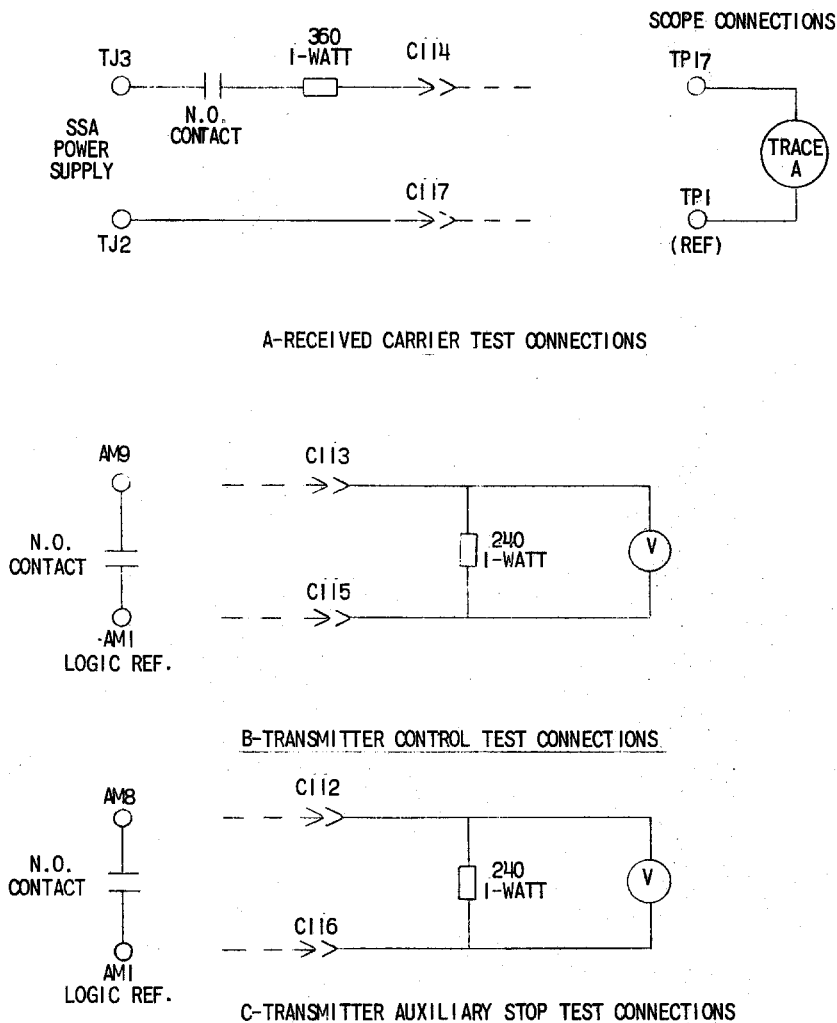 SCOPE CONNECTIONS
360
1-WATT
C114
TJ3
TP17
N.O.
CONTACT
SSA
POWER
SUPPLY
TRACE
A
C117
TP1
TJ2
(REF)
A-RECEIVED CARRIER TEST CONNECTIONS
AM9
C113
N.O.
CONTACT
240
1-WATT
V
C115
AM1
LOGIC REF.
B-TRANSMITTER CONTROL TEST CONNECTIONS
AM8
C112
N.O.
CONTACT
240
1-WATT
V
C116
AM1
LOGIC REF.
C-TRANSMITTER AUXILIARY STOP TEST CONNECTIONS